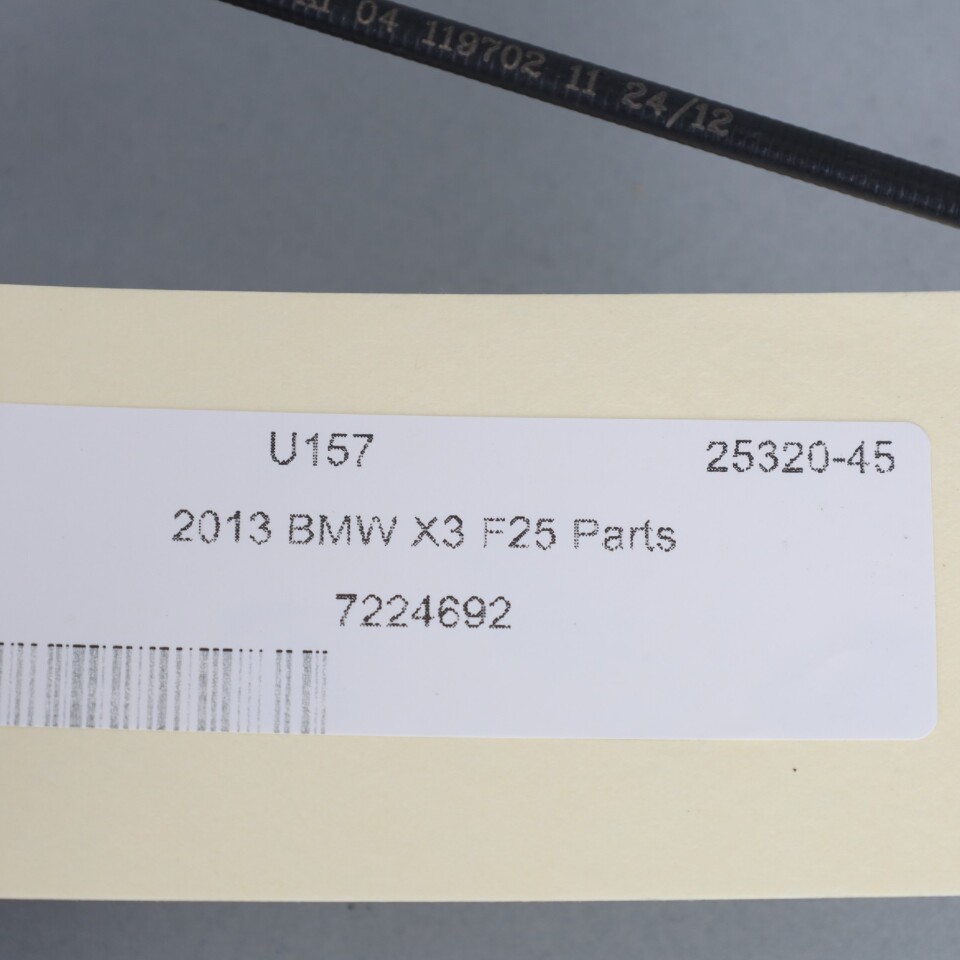 04 119702 11 24/12
U157 25320-45
2013 BMW X3 F25 Parts
7224692